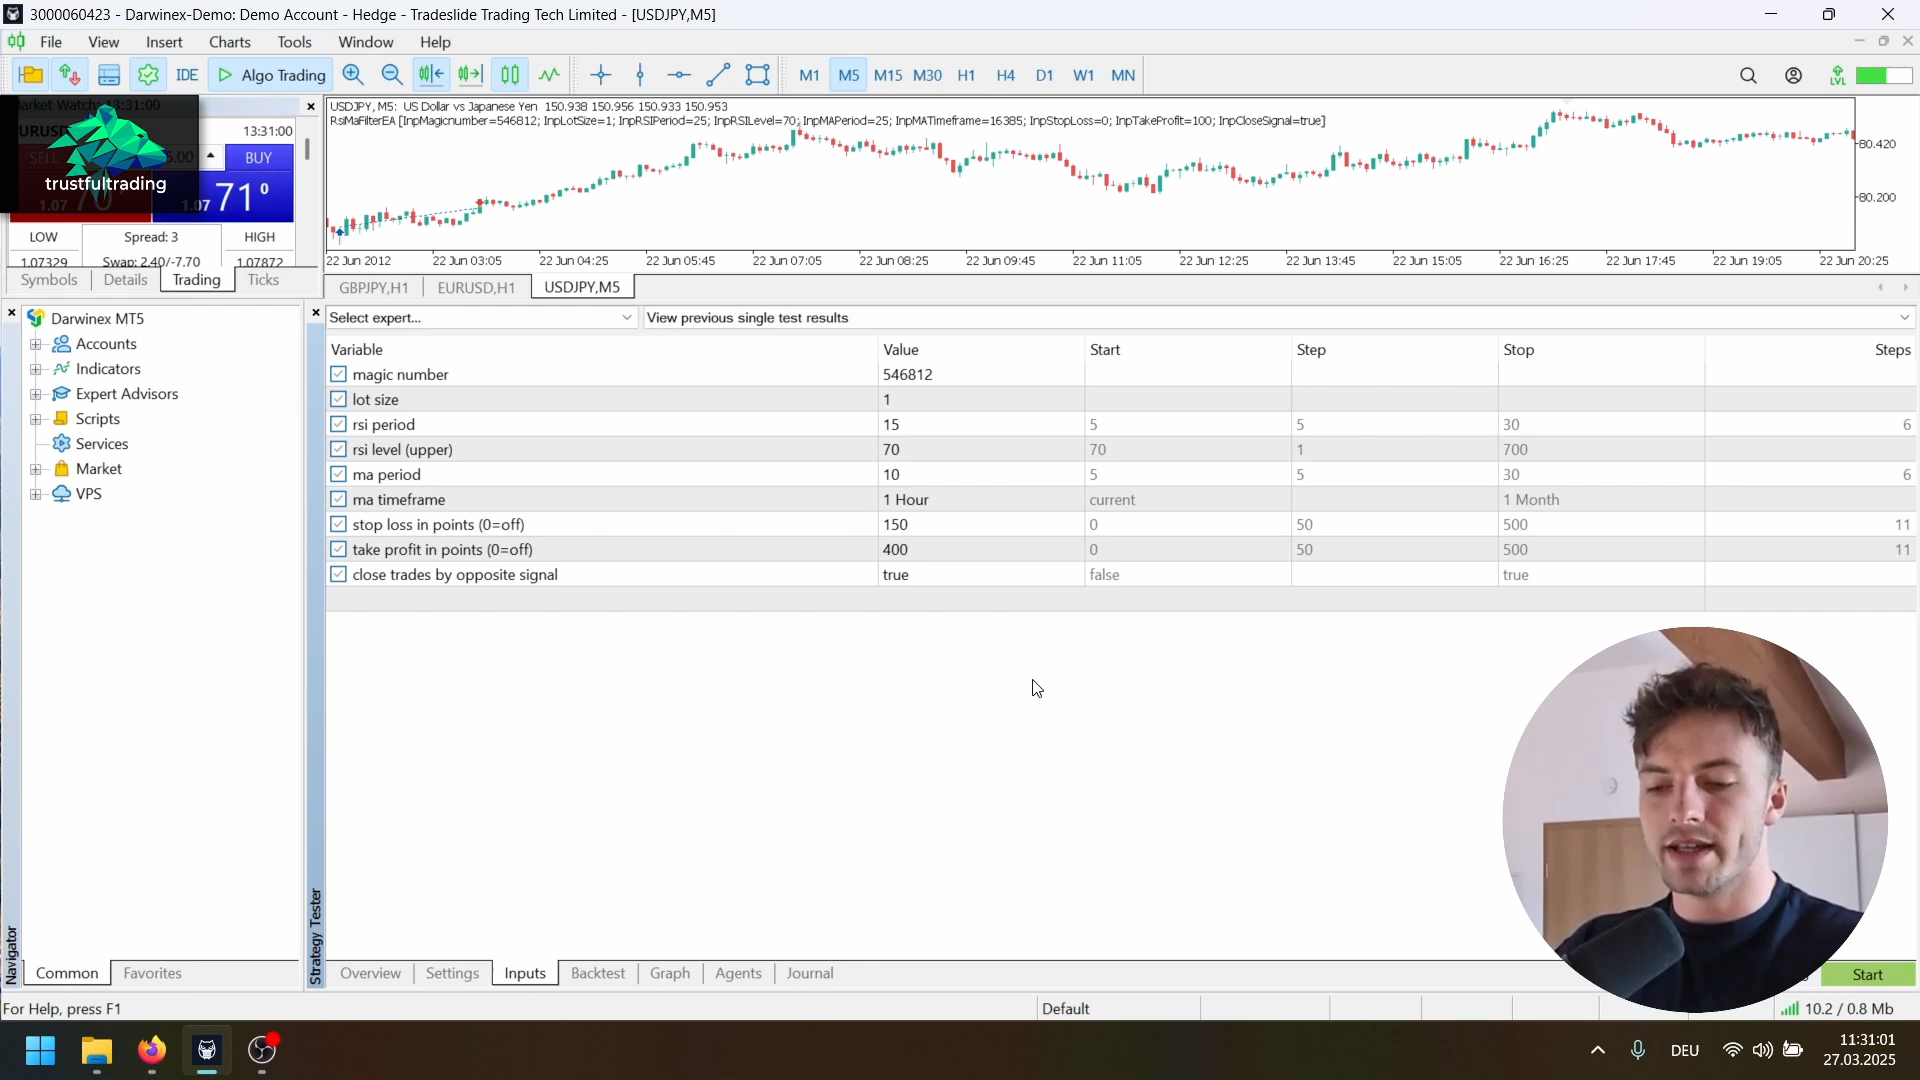 3000060423 - Darwinex-Demo: Demo Account - Hedge - Tradeslide Trading Tech Limited - [USDJPY,M5]
File View Insert Charts Tools Window Help
IDE Algo Trading M1 M5 M15 M30 H1 H4 D1 W1 MN LVL
Market Watch: 13:31:00
13:31:00
SELL BUY
trustfultrading
1.07 70 1.07 71 0
LOW Spread: 3 HIGH
1.07329 Swap: 2.40/-7.70 1.07872
Symbols Details Trading Ticks
USDJPY, M5: US Dollar vs Japanese Yen 150.938 150.956 150.933 150.953
RsiMaFilterEA [InpMagicnumber=546812; InpLotSize=1; InpRSIPeriod=25; InpRSILevel=70; InpMAPeriod=25; InpMATimeframe=16385; InpStopLoss=0; InpTakeProfit=100; InpCloseSignal=true]
80.420
80.200
22 Jun 2012 22 Jun 03:05 22 Jun 04:25 22 Jun 05:45 22 Jun 07:05 22 Jun 08:25 22 Jun 09:45 22 Jun 11:05 22 Jun 12:25 22 Jun 13:45 22 Jun 15:05 22 Jun 16:25 22 Jun 17:45 22 Jun 19:05 22 Jun 20:25
GBPJPY,H1 EURUSD,H1 USDJPY,M5
Darwinex MT5
Accounts
Indicators
Expert Advisors
Scripts
Services
Market
VPS
Navigator
Common Favorites
Select expert... View previous single test results
Variable Value Start Step Stop Steps
magic number 546812
lot size 1
rsi period 15 5 5 30 6
rsi level (upper) 70 70 1 700
ma period 10 5 5 30 6
ma timeframe 1 Hour current 1 Month
stop loss in points (0=off) 150 0 50 500 11
take profit in points (0=off) 400 0 50 500 11
close trades by opposite signal true false true
Strategy Tester
Overview Settings Inputs Backtest Graph Agents Journal
Start
For Help, press F1 Default 10.2 / 0.8 Mb
DEU 11:31:01
27.03.2025